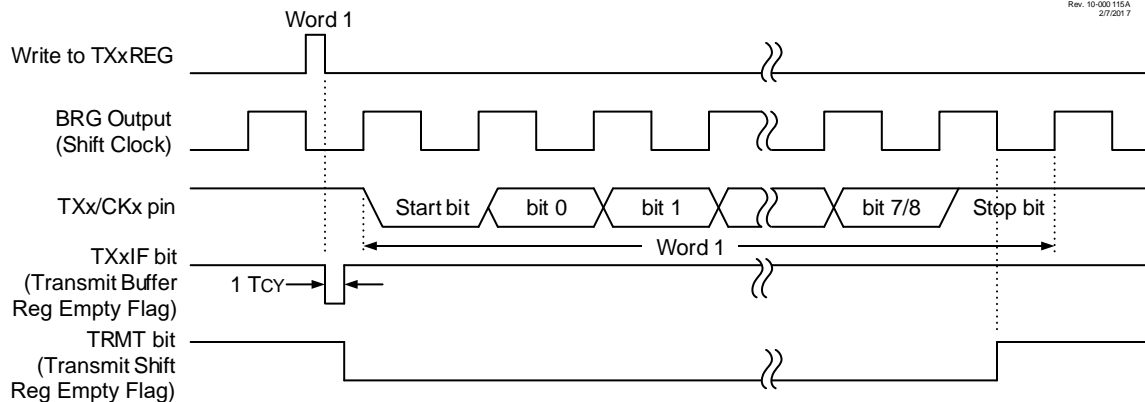 Rev. 10-000 115A
2/7/201 7
Word 1
Write to TXxREG
BRG Output
(Shift Clock)
TXx/CKx pin
Start bit
bit 0
bit 1
bit 7/8
Stop bit
Word 1
TXxIF bit
(Transmit Buffer
Reg Empty Flag)
1 TCY
TRMT bit
(Transmit Shift
Reg Empty Flag)